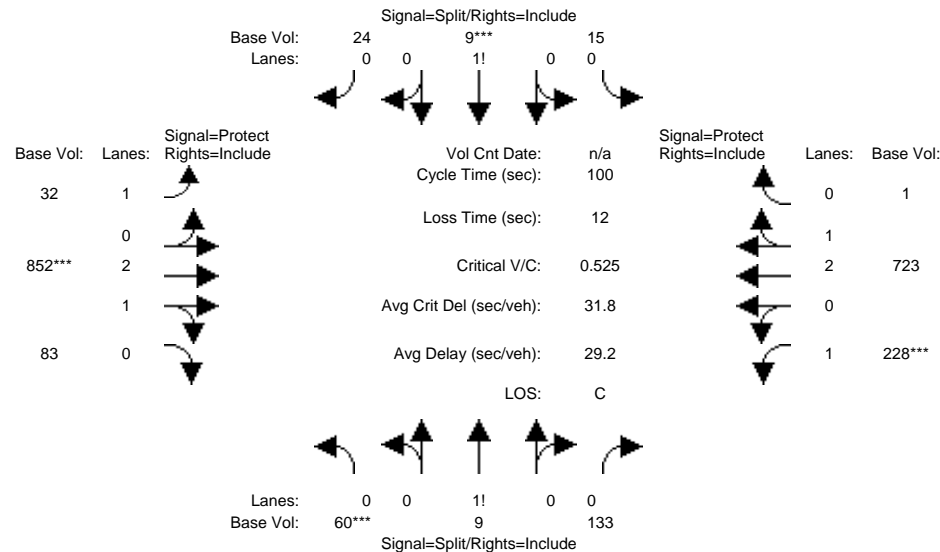 Signal=Split/Rights=Include
Base Vol: 24 9*** 15
Lanes: 0 0 1! 0 0
Signal=Protect Signal=Protect
Base Vol: Lanes: Rights=Include Vol Cnt Date: n/a Rights=Include Lanes: Base Vol:
Cycle Time (sec): 100
32 1 0 1
Loss Time (sec): 12
0 1
852*** 2 Critical V/C: 0.525 2 723
1 Avg Crit Del (sec/veh): 31.8 0
83 0 Avg Delay (sec/veh): 29.2 1 228***
LOS: C
Lanes: 0 0 1! 0 0
Base Vol: 60*** 9 133
Signal=Split/Rights=Include